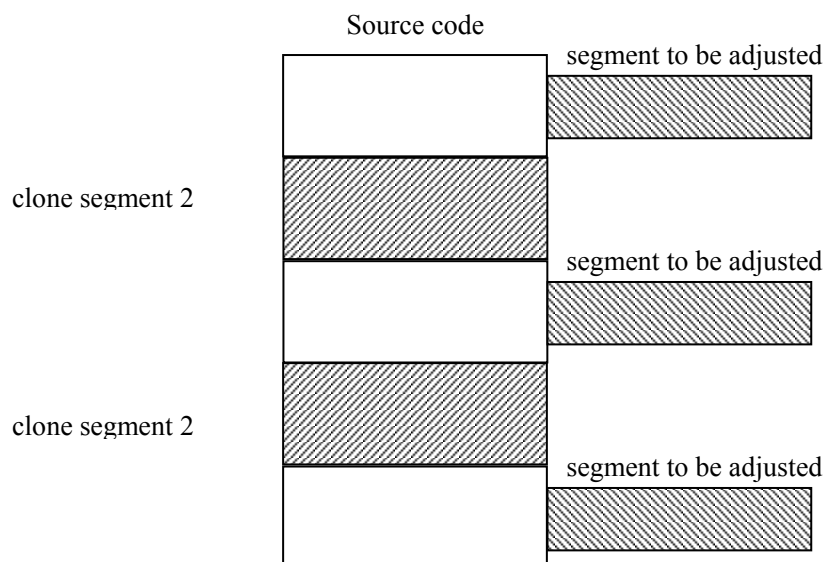 Source code
segment to be adjusted
clone segment 2
segment to be adjusted
clone segment 2
segment to be adjusted